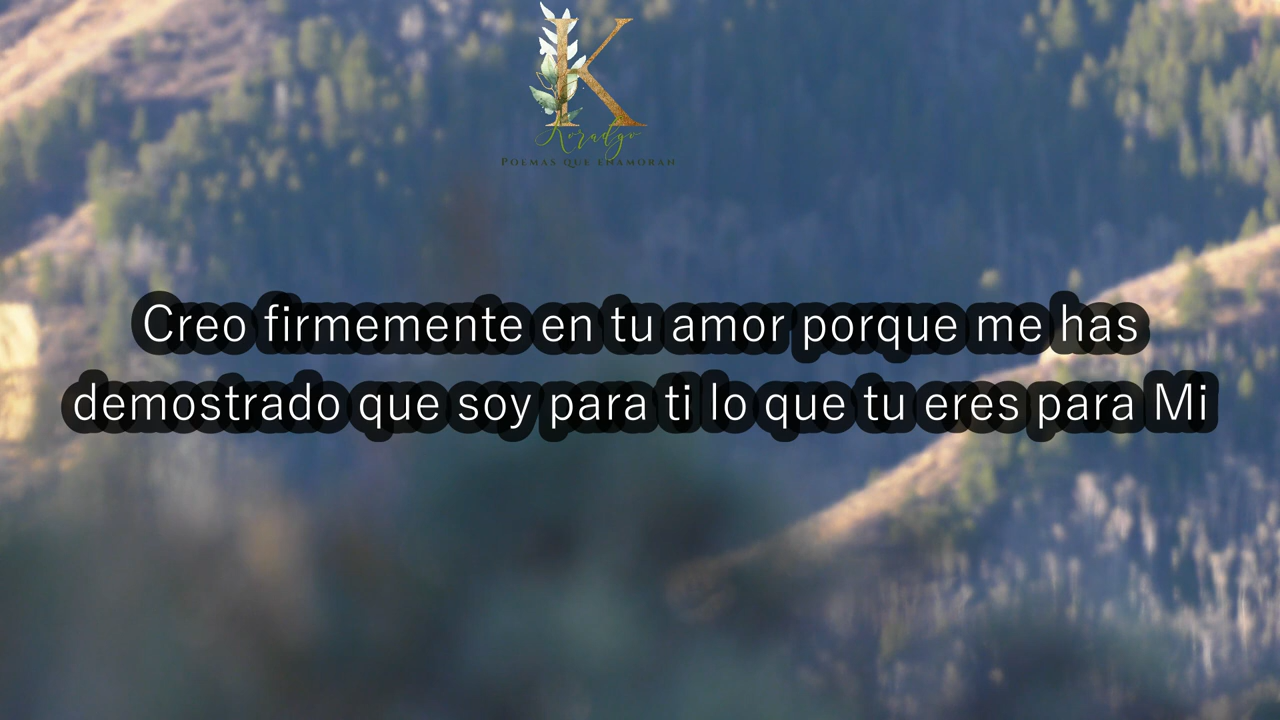 K
Koradgo
POEMAS QUE ENAMORAN
Creo firmemente en tu amor porque me has
demostrado que soy para ti lo que tu eres para Mi